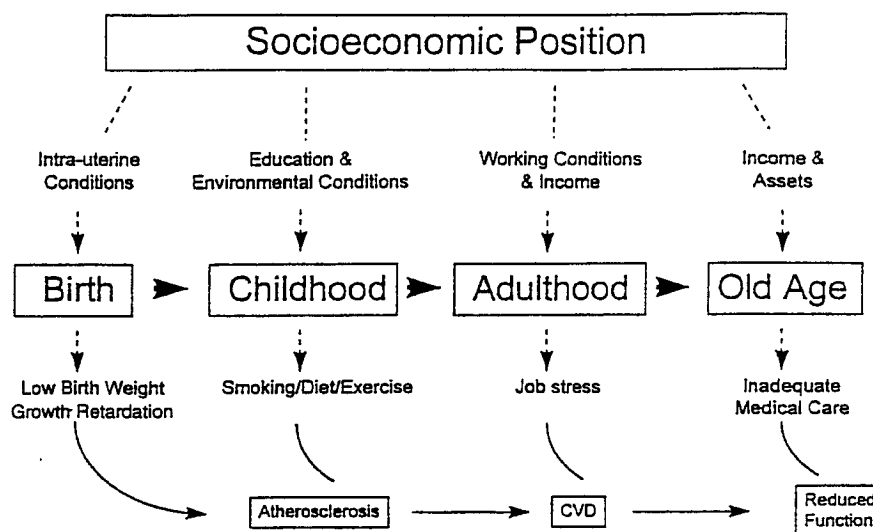 Socioeconomic Position
Intra-uterine
Conditions
Education &
Environmental Conditions
Working Conditions
& Income
Income &
Assets
Birth
Childhood
Adulthood
Old Age
Low Birth Weight
Growth Retardation
Smoking/Diet/Exercise
Job stress
Inadequate
Medical Care
Atherosclerosis
CVD
Reduced
Function